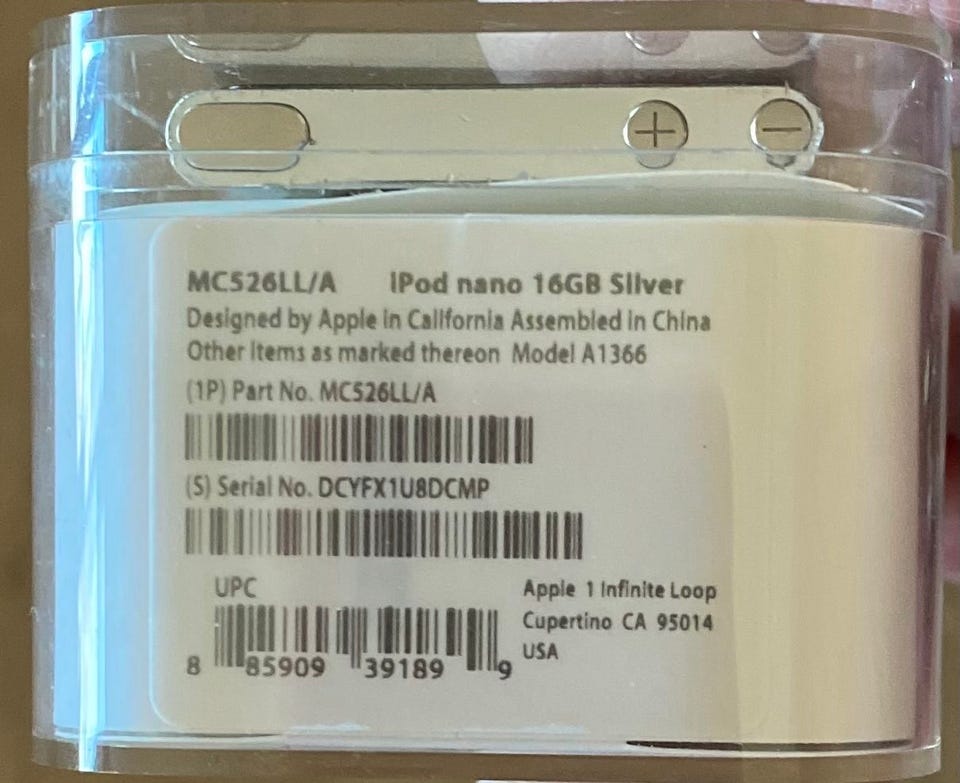 MC526LL/A iPod nano 16GB Silver
Designed by Apple in California Assembled in China
Other items as marked thereon Model A1366
(1P) Part No. MC526LL/A
(S) Serial No. DCYFX1U8DCMP
UPC
8 85909 39189 9
Apple 1 Infinite Loop
Cupertino CA 95014
USA